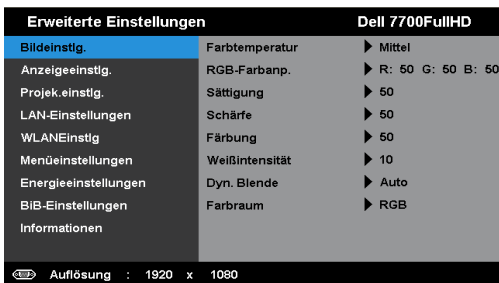 Erweiterte Einstellungen Dell 7700FullHD
Bildeinstlg. Farbtemperatur Mittel
Anzeigeeinstlg. RGB-Farbanp. R: 50 G: 50 B: 50
Projek.einstlg. Sättigung 50
LAN-Einstellungen Schärfe 50
WLANEinstlg Färbung 50
Menüeinstellungen Weißintensität 10
Energieeinstellungen Dyn. Blende Auto
BiB-Einstellungen Farbraum RGB
Informationen
Auflösung : 1920 x 1080